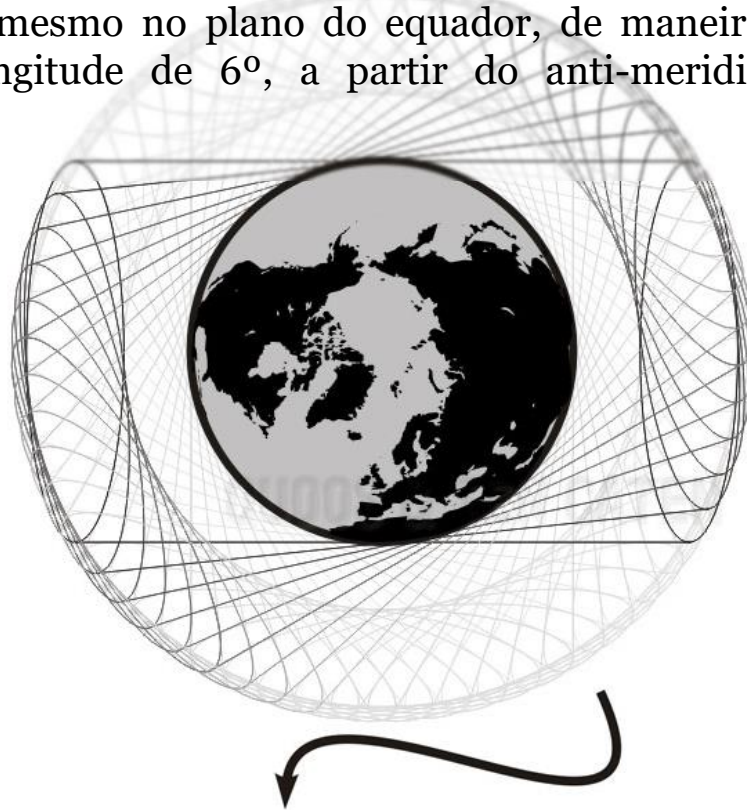 mesmo no plano do equador, de maneir
ngitude de 6º, a partir do anti-meridi